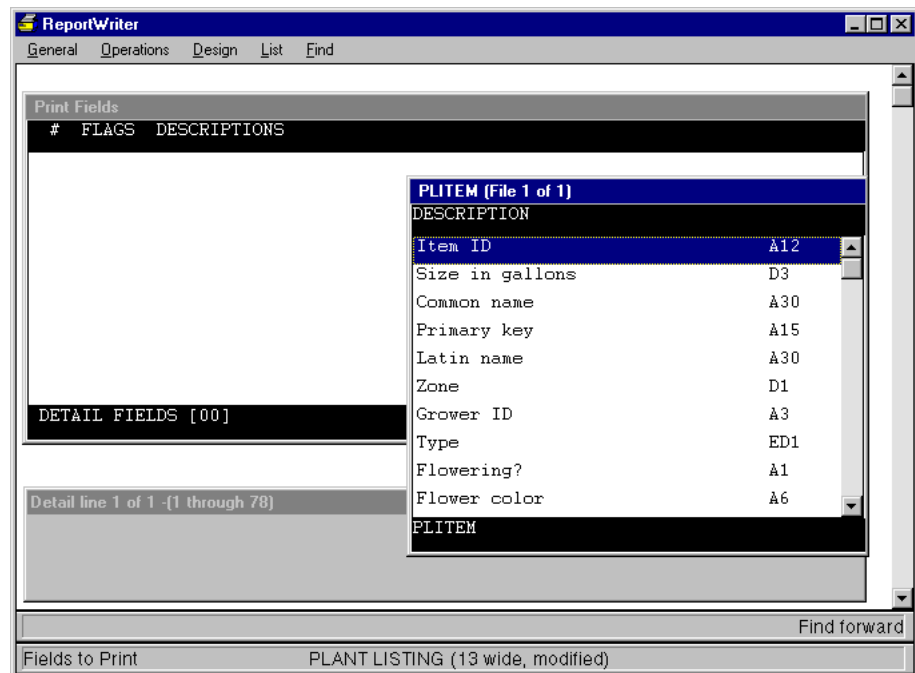 ReportWriter
General Operations Design List Find
Print Fields
# FLAGS DESCRIPTIONS
PLITEM (File 1 of 1)
DESCRIPTION
Item ID A12
Size in gallons D3
Common name A30
Primary key A15
Latin name A30
Zone D1
Grower ID A3
Type ED1
Flowering? A1
Flower color A6
PLITEM
DETAIL FIELDS [00]
Detail line 1 of 1 -(1 through 78)
Find forward
Fields to Print PLANT LISTING (13 wide, modified)